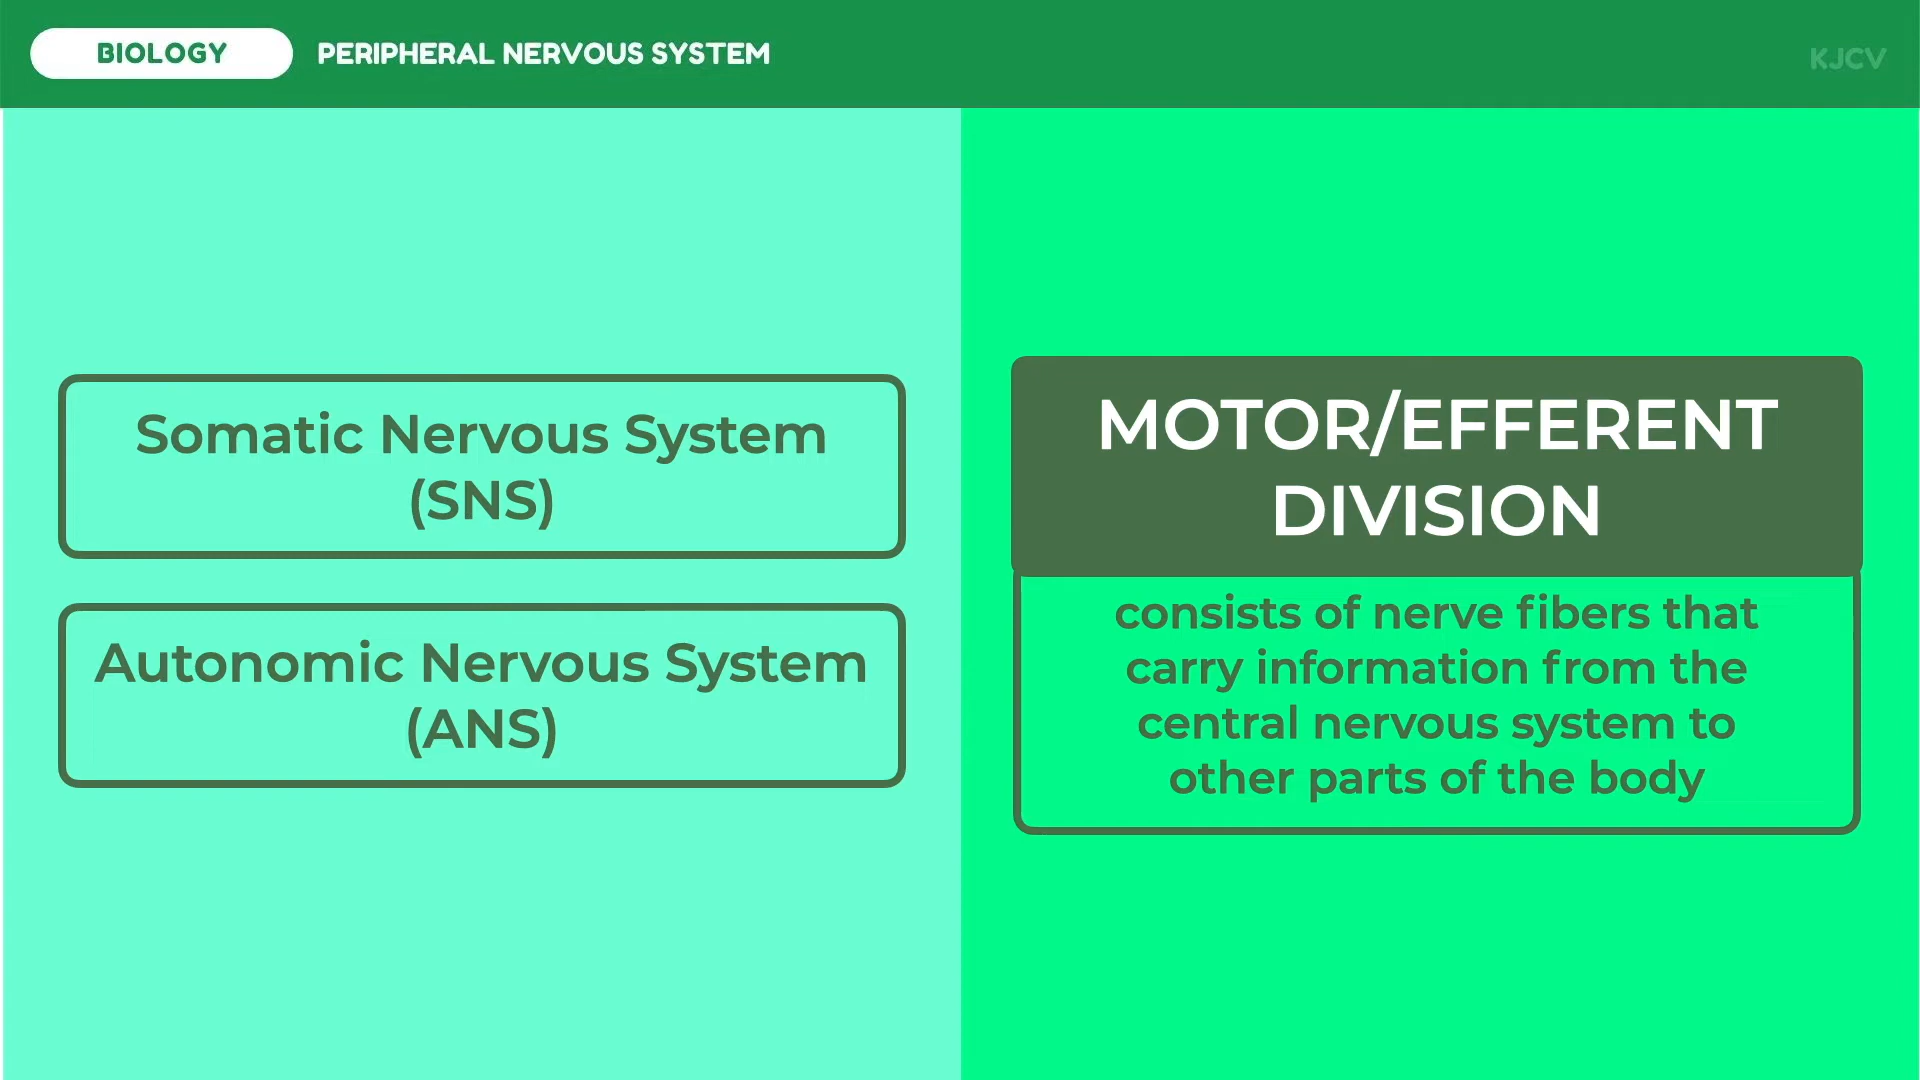 BIOLOGY
PERIPHERAL NERVOUS SYSTEM
KJCV
Somatic Nervous System
(SNS)
Autonomic Nervous System
(ANS)
MOTOR/EFFERENT
DIVISION
consists of nerve fibers that
carry information from the
central nervous system to
other parts of the body